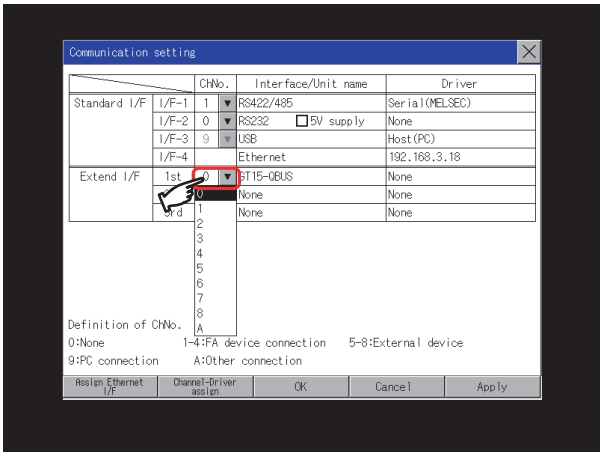 Communication setting
ChNo. Interface/Unit name Driver
Standard I/F I/F-1 1 RS422/485 Serial(MELSEC)
I/F-2 0 RS232 5V supply None
I/F-3 9 USB Host(PC)
I/F-4 Ethernet 192.168.3.18
Extend I/F 1st 0 GT15-QBUS None
0 None None
3rd None None
1
2
3
4
5
6
7
8
A
Definition of ChNo.
0:None 1-4:FA device connection 5-8:External device
9:PC connection A:Other connection
Assign Ethernet I/F Channel-Driver assign OK Cancel Apply